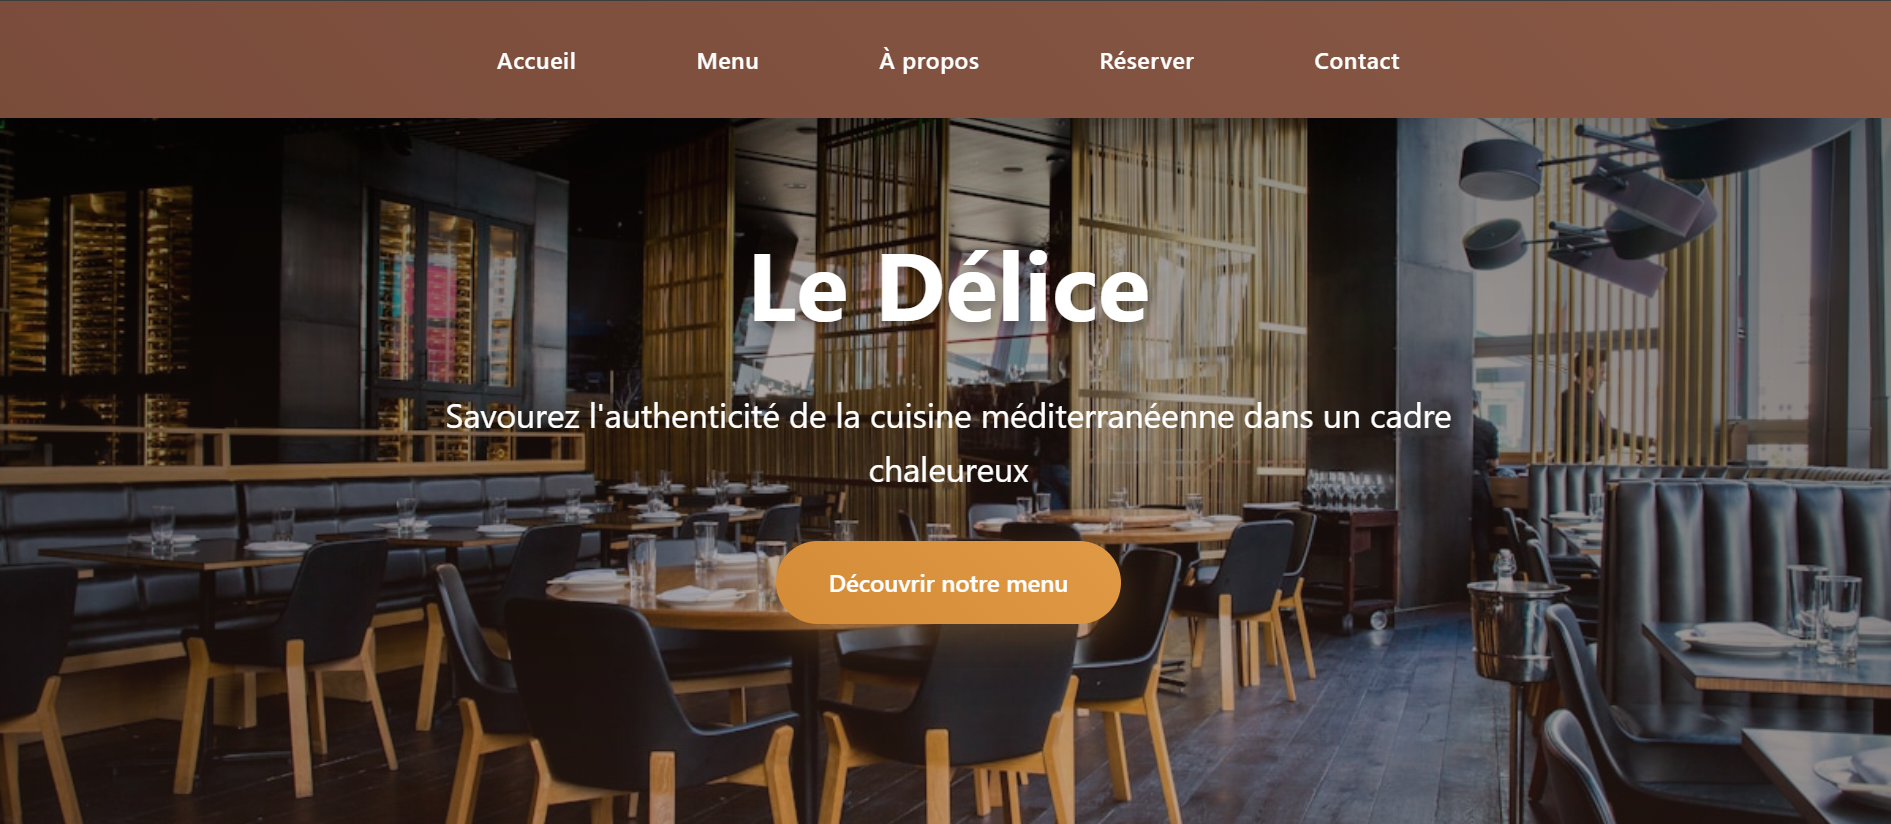 Accueil Menu À propos Réserver Contact
Le Délice
Savourez l'authenticité de la cuisine méditerranéenne dans un cadre
chaleureux
Découvrir notre menu